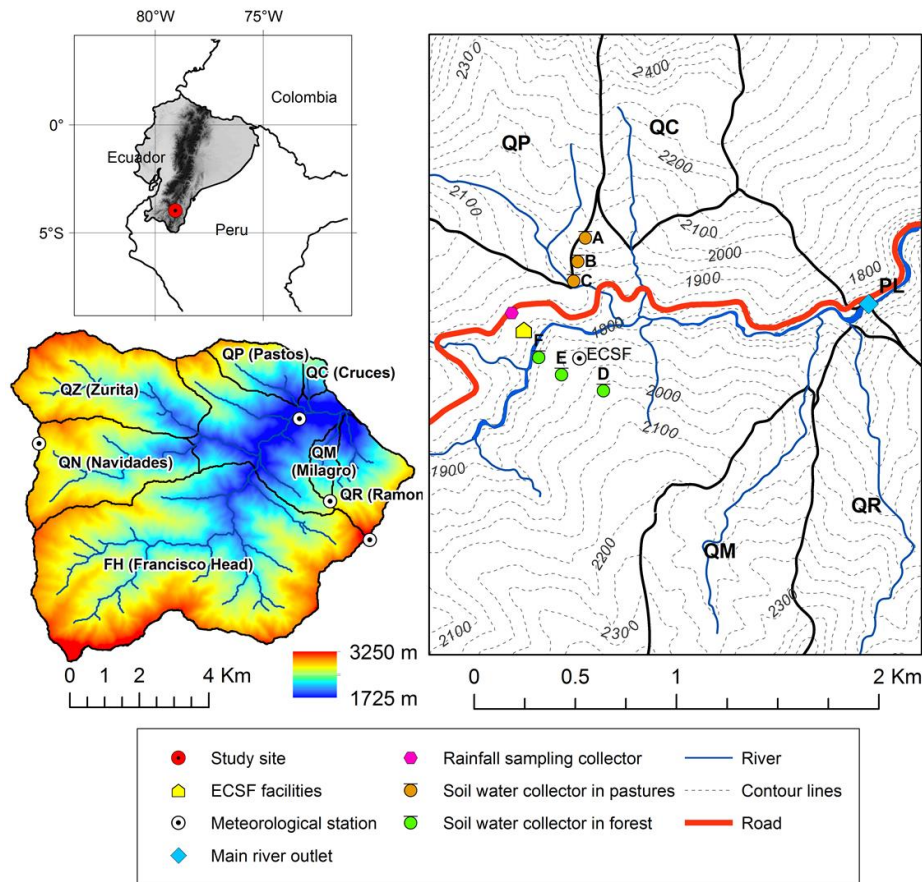 80°W 75°W
Colombia
0°
Ecuador
5°S
Peru
QP (Pastos)
QC (Cruces)
QZ (Zurita)
QM
(Milagro)
QN (Navidades)
QR (Ramon
FH (Francisco Head)
3250 m
1725 m
0 1 2 4 Km
2300
2400
QP
QC
2200
2100
2100
A
2000
B
1900
C
1800
PL
1800
F
E
ECSF
D
2000
2100
1900
QR
2200
QM
2300
2100
2300
0 0.5 1 2 Km
Study site
ECSF facilities
Meteorological station
Main river outlet
Rainfall sampling collector
Soil water collector in pastures
Soil water collector in forest
River
Contour lines
Road